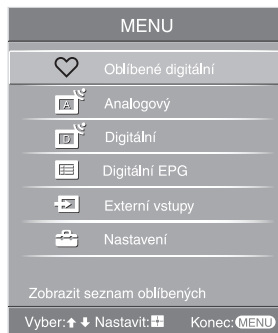 MENU
Oblíbené digitální
A Analogový
D Digitální
Digitální EPG
Externí vstupy
Nastavení
Zobrazit seznam oblíbených
Vyber: Nastavit: Konec: MENU